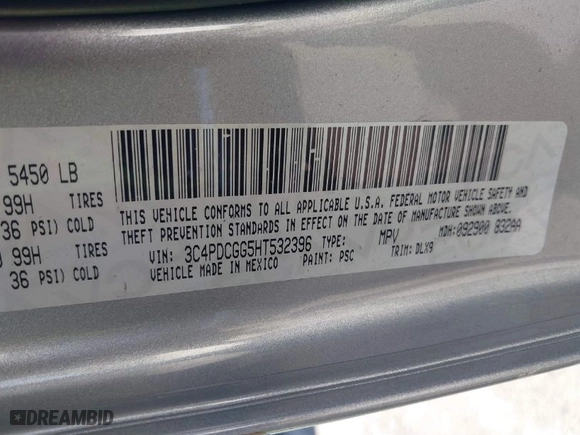 5450 LB
99H TIRES
36 PSI) COLD
99H TIRES
36 PSI) COLD
THIS VEHICLE CONFORMS TO ALL APPLICABLE U.S.A. FEDERAL MOTOR VEHICLE SAFETY AND
THEFT PREVENTION STANDARDS IN EFFECT ON THE DATE OF MANUFACTURE SHOWN ABOVE.
VIN: 3C4PDCGG5HT532396 TYPE: MPV MDH:092900 832AA
VEHICLE MADE IN MEXICO PAINT: PSC TRIM: DLX9
DREAMBID